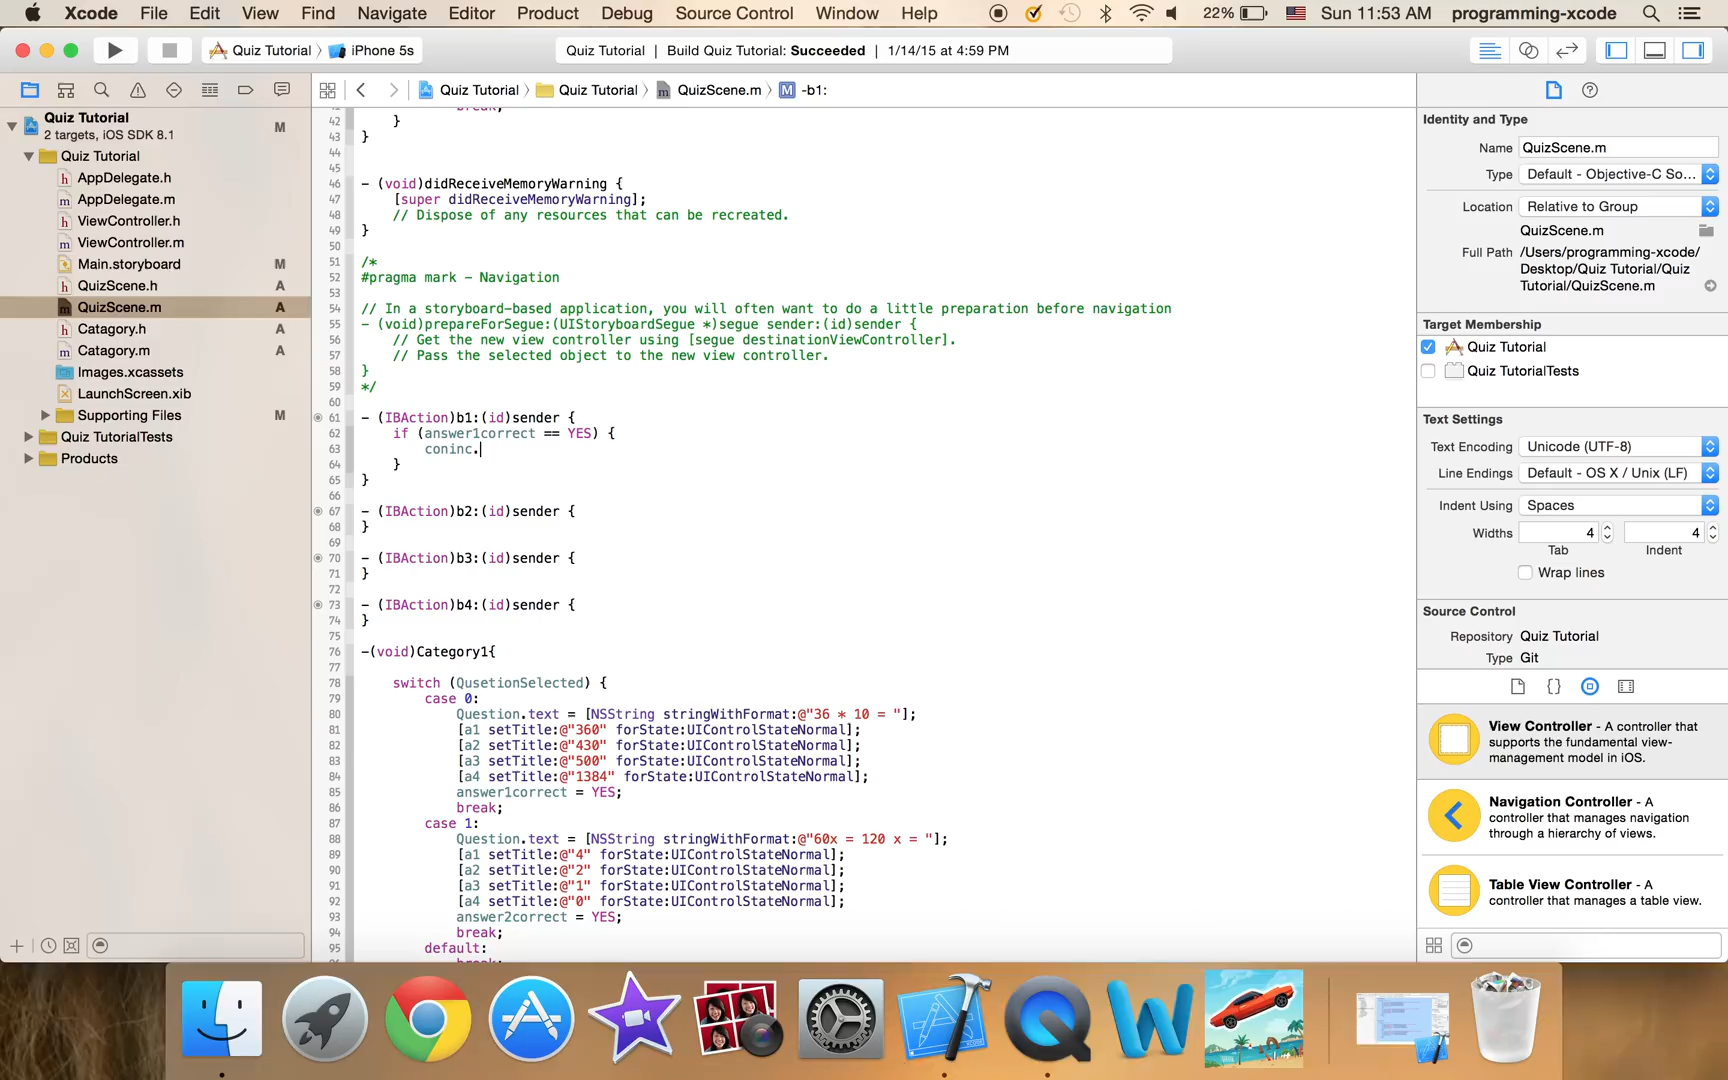 Xcode File Edit View Find Navigate Editor Product Debug Source Control Window Help 22% Sun 11:53 AM programming-xcode
Quiz Tutorial iPhone 5s
Quiz Tutorial | Build Quiz Tutorial: Succeeded | 1/14/15 at 4:59 PM
Quiz Tutorial Quiz Tutorial QuizScene.m M -b1:
Quiz Tutorial M
2 targets, iOS SDK 8.1
Quiz Tutorial
h AppDelegate.h
m AppDelegate.m
h ViewController.h
m ViewController.m
Main.storyboard M
h QuizScene.h A
m QuizScene.m A
h Catagory.h A
m Catagory.m A
Images.xcassets
LaunchScreen.xib
Supporting Files M
Quiz TutorialTests
Products
break;
42 }
43 }
44
45
46 - (void)didReceiveMemoryWarning {
47 [super didReceiveMemoryWarning];
48 // Dispose of any resources that can be recreated.
49 }
50
51 /*
52 #pragma mark - Navigation
53
54 // In a storyboard-based application, you will often want to do a little preparation before navigation
55 - (void)prepareForSegue:(UIStoryboardSegue *)segue sender:(id)sender {
56 // Get the new view controller using [segue destinationViewController].
57 // Pass the selected object to the new view controller.
58 }
59 */
60
61 - (IBAction)b1:(id)sender {
62 if (answer1correct == YES) {
63 coninc.
64 }
65 }
66
67 - (IBAction)b2:(id)sender {
68 }
69
70 - (IBAction)b3:(id)sender {
71 }
72
73 - (IBAction)b4:(id)sender {
74 }
75
76 -(void)Category1{
77
78 switch (QusetionSelected) {
79 case 0:
80 Question.text = [NSString stringWithFormat:@"36 * 10 = "];
81 [a1 setTitle:@"360" forState:UIControlStateNormal];
82 [a2 setTitle:@"430" forState:UIControlStateNormal];
83 [a3 setTitle:@"500" forState:UIControlStateNormal];
84 [a4 setTitle:@"1384" forState:UIControlStateNormal];
85 answer1correct = YES;
86 break;
87 case 1:
88 Question.text = [NSString stringWithFormat:@"60x = 120 x = "];
89 [a1 setTitle:@"4" forState:UIControlStateNormal];
90 [a2 setTitle:@"2" forState:UIControlStateNormal];
91 [a3 setTitle:@"1" forState:UIControlStateNormal];
92 [a4 setTitle:@"0" forState:UIControlStateNormal];
93 answer2correct = YES;
94 break;
95 default:
Identity and Type
Name QuizScene.m
Type Default - Objective-C So...
Location Relative to Group
QuizScene.m
Full Path /Users/programming-xcode/
Desktop/Quiz Tutorial/Quiz
Tutorial/QuizScene.m
Target Membership
Quiz Tutorial
Quiz TutorialTests
Text Settings
Text Encoding Unicode (UTF-8)
Line Endings Default - OS X / Unix (LF)
Indent Using Spaces
Widths 4 4
Tab Indent
Wrap lines
Source Control
Repository Quiz Tutorial
Type Git
View Controller - A controller that
supports the fundamental view-
management model in iOS.
Navigation Controller - A
controller that manages navigation
through a hierarchy of views.
Table View Controller - A
controller that manages a table view.